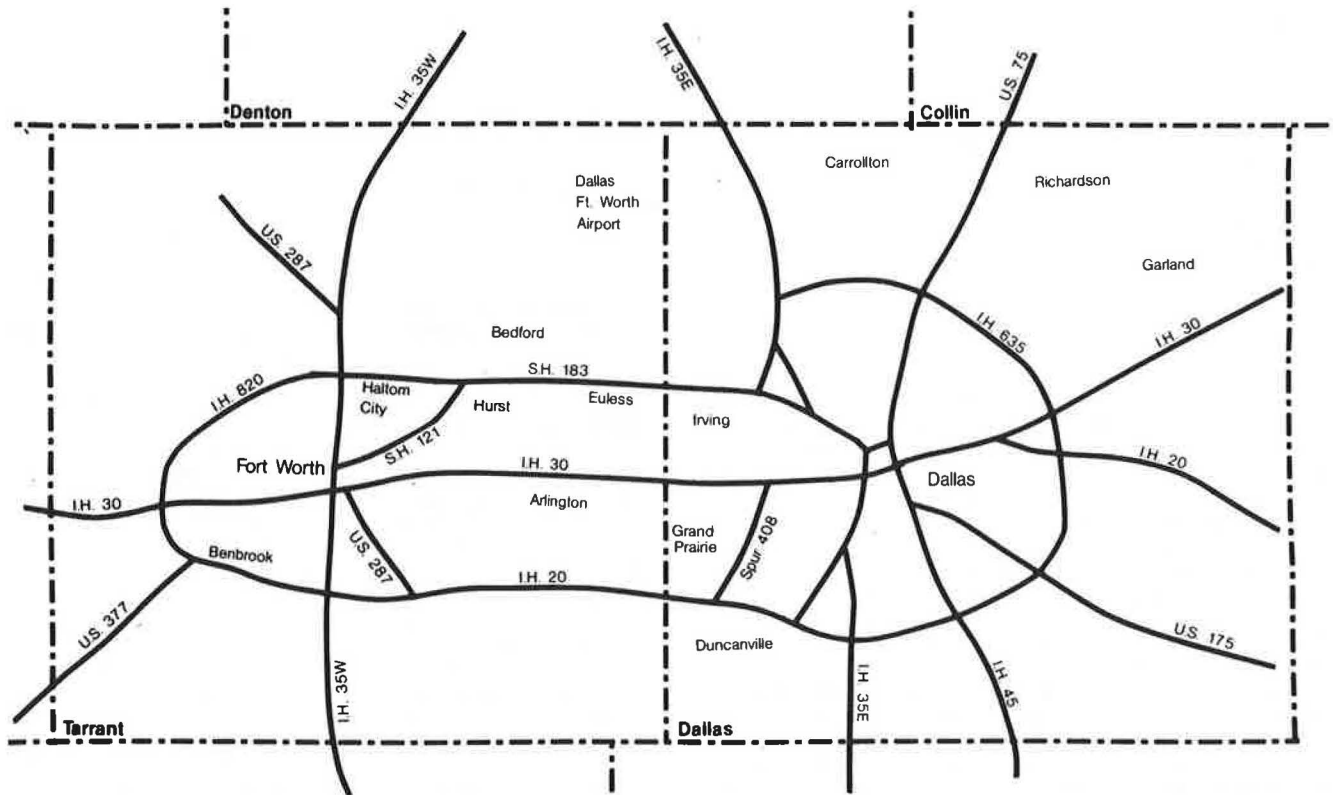 I.H. 35W
I.H. 35E
U.S. 75
Denton
Collin
Carrollton
Dallas
Ft. Worth
Airport
Richardson
U.S. 287
Garland
Bedford
I.H. 635
I.H. 30
S.H. 183
I.H. 820
Haltom
City
Hurst
Euless
Irving
S.H. 121
Fort Worth
I.H. 30
I.H. 20
Dallas
I.H. 30
Arlington
Grand
Prairie
Spur 408
Benbrook
U.S. 287
I.H. 20
U.S. 377
Duncanville
U.S. 175
I.H. 35W
I.H. 35E
I.H. 45
Tarrant
Dallas